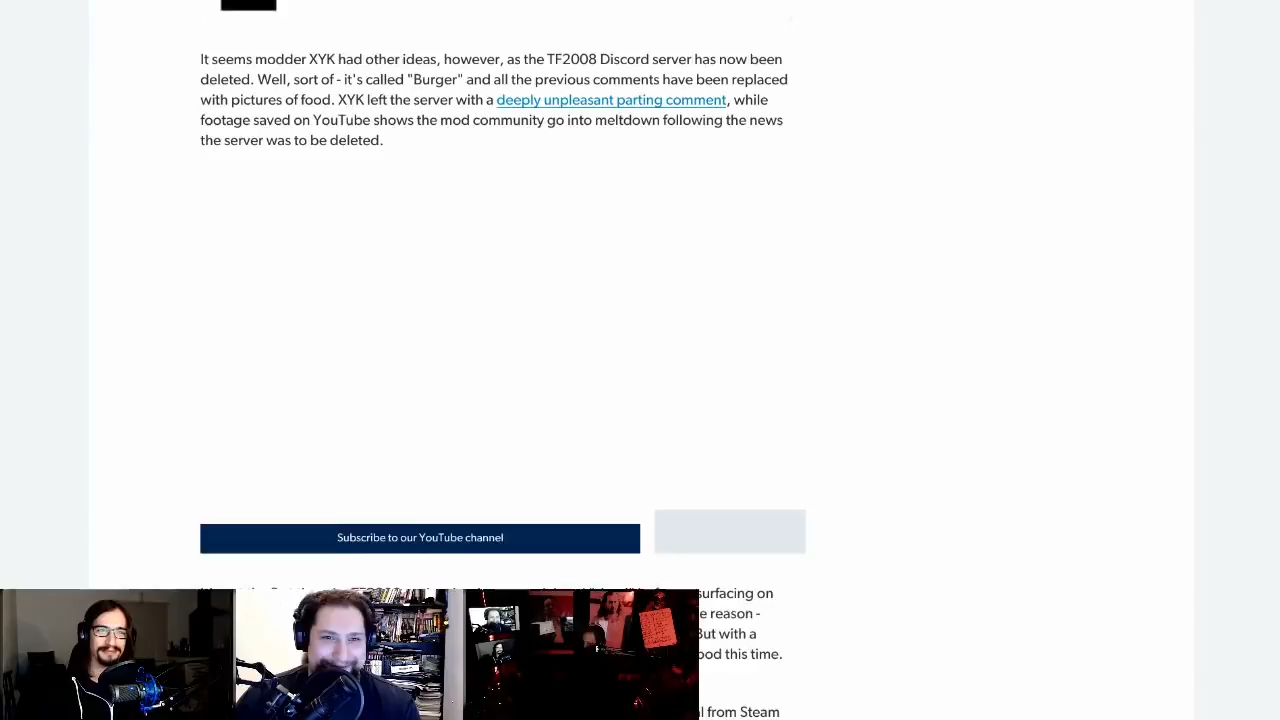 It seems modder XYK had other ideas, however, as the TF2008 Discord server has now been
deleted. Well, sort of - it's called "Burger" and all the previous comments have been replaced
with pictures of food. XYK left the server with a deeply unpleasant parting comment, while
footage saved on YouTube shows the mod community go into meltdown following the news
the server was to be deleted.
Subscribe to our YouTube channel
surfacing on
e reason -
But with a
ood this time.
l from Steam